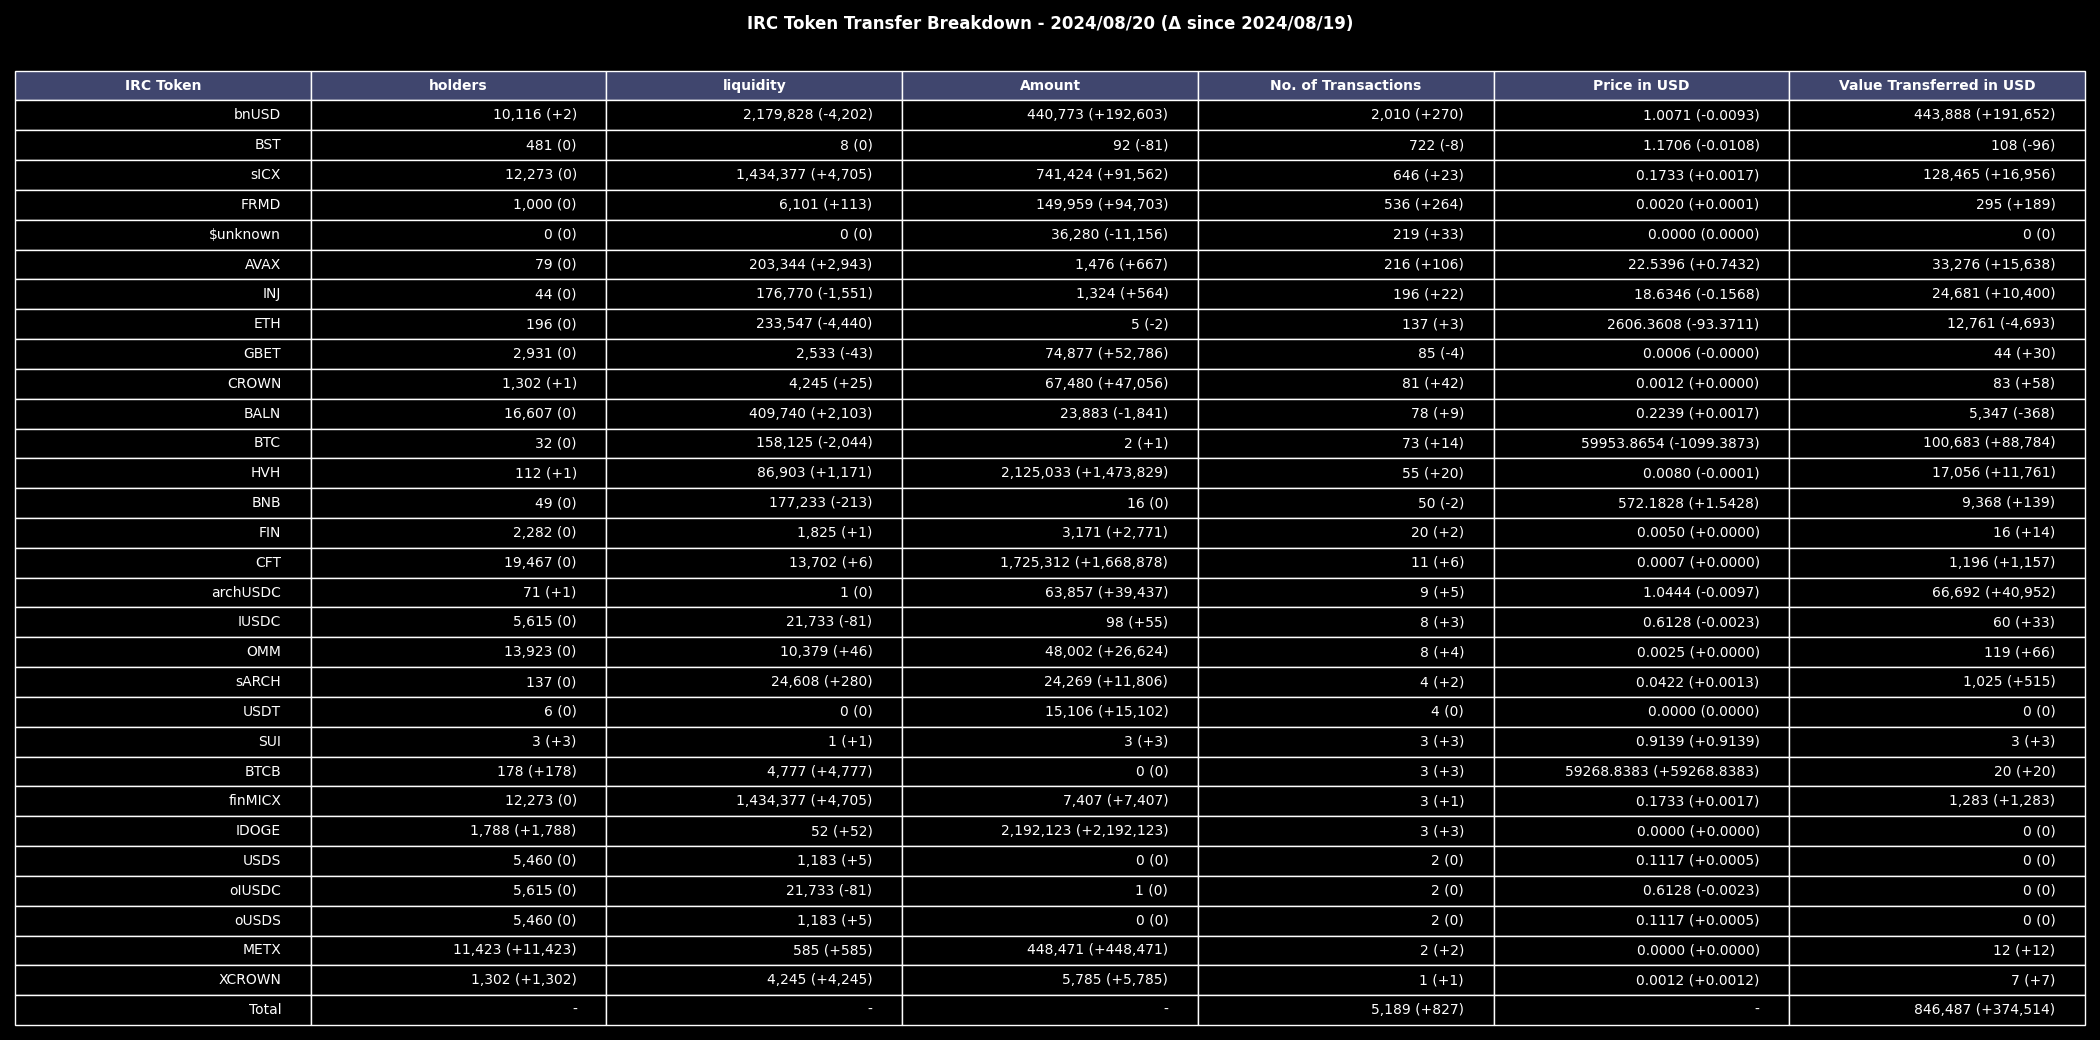 IRC Token Transfer Breakdown - 2024/08/20 (Δ since 2024/08/19)
IRC Token holders liquidity Amount No. of Transactions Price in USD Value Transferred in USD
bnUSD 10,116 (+2) 2,179,828 (-4,202) 440,773 (+192,603) 2,010 (+270) 1.0071 (-0.0093) 443,888 (+191,652)
BST 481 (0) 8 (0) 92 (-81) 722 (-8) 1.1706 (-0.0108) 108 (-96)
sICX 12,273 (0) 1,434,377 (+4,705) 741,424 (+91,562) 646 (+23) 0.1733 (+0.0017) 128,465 (+16,956)
FRMD 1,000 (0) 6,101 (+113) 149,959 (+94,703) 536 (+264) 0.0020 (+0.0001) 295 (+189)
$unknown 0 (0) 0 (0) 36,280 (-11,156) 219 (+33) 0.0000 (0.0000) 0 (0)
AVAX 79 (0) 203,344 (+2,943) 1,476 (+667) 216 (+106) 22.5396 (+0.7432) 33,276 (+15,638)
INJ 44 (0) 176,770 (-1,551) 1,324 (+564) 196 (+22) 18.6346 (-0.1568) 24,681 (+10,400)
ETH 196 (0) 233,547 (-4,440) 5 (-2) 137 (+3) 2606.3608 (-93.3711) 12,761 (-4,693)
GBET 2,931 (0) 2,533 (-43) 74,877 (+52,786) 85 (-4) 0.0006 (-0.0000) 44 (+30)
CROWN 1,302 (+1) 4,245 (+25) 67,480 (+47,056) 81 (+42) 0.0012 (+0.0000) 83 (+58)
BALN 16,607 (0) 409,740 (+2,103) 23,883 (-1,841) 78 (+9) 0.2239 (+0.0017) 5,347 (-368)
BTC 32 (0) 158,125 (-2,044) 2 (+1) 73 (+14) 59953.8654 (-1099.3873) 100,683 (+88,784)
HVH 112 (+1) 86,903 (+1,171) 2,125,033 (+1,473,829) 55 (+20) 0.0080 (-0.0001) 17,056 (+11,761)
BNB 49 (0) 177,233 (-213) 16 (0) 50 (-2) 572.1828 (+1.5428) 9,368 (+139)
FIN 2,282 (0) 1,825 (+1) 3,171 (+2,771) 20 (+2) 0.0050 (+0.0000) 16 (+14)
CFT 19,467 (0) 13,702 (+6) 1,725,312 (+1,668,878) 11 (+6) 0.0007 (+0.0000) 1,196 (+1,157)
archUSDC 71 (+1) 1 (0) 63,857 (+39,437) 9 (+5) 1.0444 (-0.0097) 66,692 (+40,952)
IUSDC 5,615 (0) 21,733 (-81) 98 (+55) 8 (+3) 0.6128 (-0.0023) 60 (+33)
OMM 13,923 (0) 10,379 (+46) 48,002 (+26,624) 8 (+4) 0.0025 (+0.0000) 119 (+66)
sARCH 137 (0) 24,608 (+280) 24,269 (+11,806) 4 (+2) 0.0422 (+0.0013) 1,025 (+515)
USDT 6 (0) 0 (0) 15,106 (+15,102) 4 (0) 0.0000 (0.0000) 0 (0)
SUI 3 (+3) 1 (+1) 3 (+3) 3 (+3) 0.9139 (+0.9139) 3 (+3)
BTCB 178 (+178) 4,777 (+4,777) 0 (0) 3 (+3) 59268.8383 (+59268.8383) 20 (+20)
finMICX 12,273 (0) 1,434,377 (+4,705) 7,407 (+7,407) 3 (+1) 0.1733 (+0.0017) 1,283 (+1,283)
IDOGE 1,788 (+1,788) 52 (+52) 2,192,123 (+2,192,123) 3 (+3) 0.0000 (+0.0000) 0 (0)
USDS 5,460 (0) 1,183 (+5) 0 (0) 2 (0) 0.1117 (+0.0005) 0 (0)
oIUSDC 5,615 (0) 21,733 (-81) 1 (0) 2 (0) 0.6128 (-0.0023) 0 (0)
oUSDS 5,460 (0) 1,183 (+5) 0 (0) 2 (0) 0.1117 (+0.0005) 0 (0)
METX 11,423 (+11,423) 585 (+585) 448,471 (+448,471) 2 (+2) 0.0000 (+0.0000) 12 (+12)
XCROWN 1,302 (+1,302) 4,245 (+4,245) 5,785 (+5,785) 1 (+1) 0.0012 (+0.0012) 7 (+7)
Total - - - 5,189 (+827) - 846,487 (+374,514)